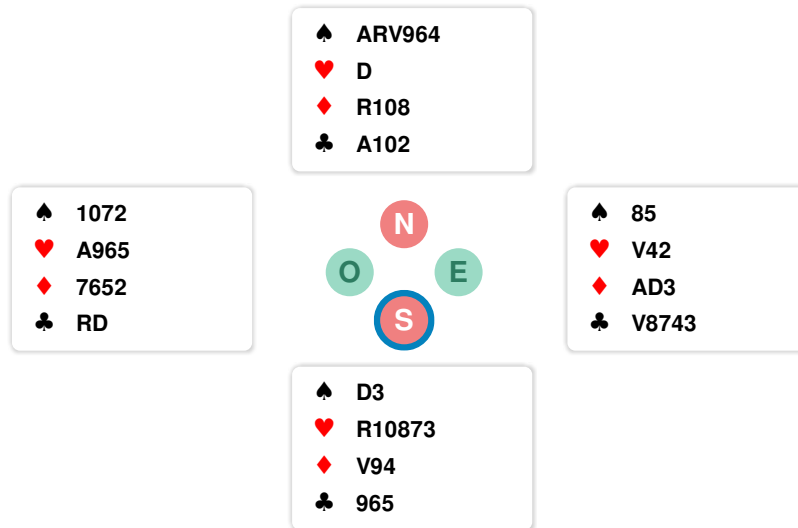 ♠ ARV964
♥ D
♦ R108
♣ A102
♠ 1072
♥ A965
♦ 7652
♣ RD
N
O E
S
♠ 85
♥ V42
♦ AD3
♣ V8743
♠ D3
♥ R10873
♦ V94
♣ 965